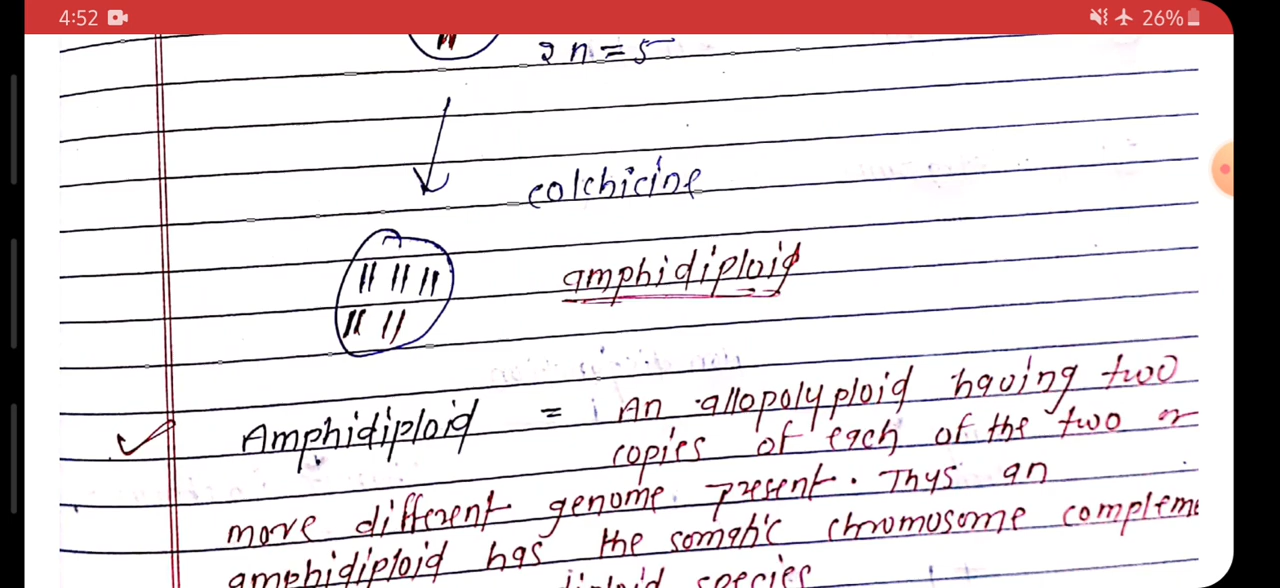 4:52
26%
2n=5
colchicine
amphidiploid
Amphidiploid = An allopolyploid having two
copies of each of the two or
more different genome present. Thus an
amphidiploid has the somatic chromosome compleme
species